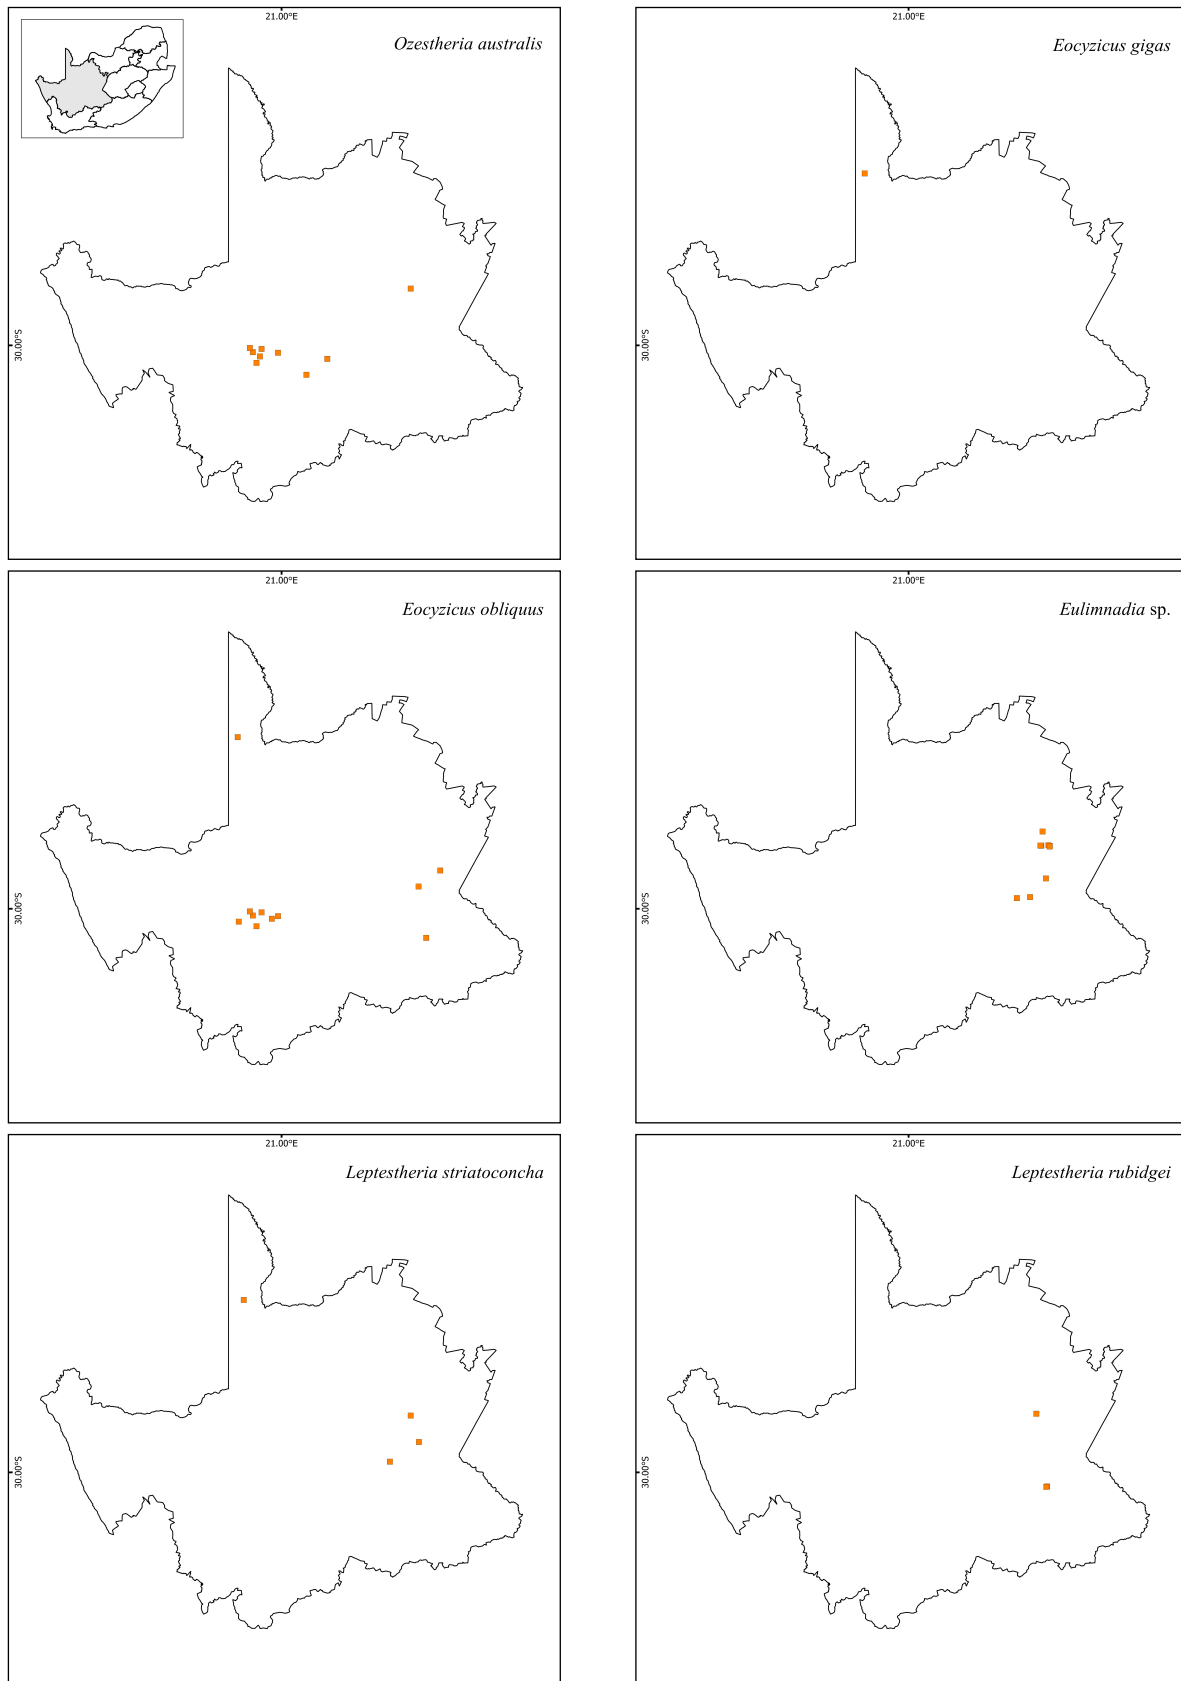 21.00°E
Ozestheria australis
30.00°S
21.00°E
Eocyzicus gigas
30.00°S
21.00°E
Eocyzicus obliquus
30.00°S
21.00°E
Eulimnadia sp.
30.00°S
21.00°E
Leptestheria striatoconcha
30.00°S
21.00°E
Leptestheria rubidgei
30.00°S